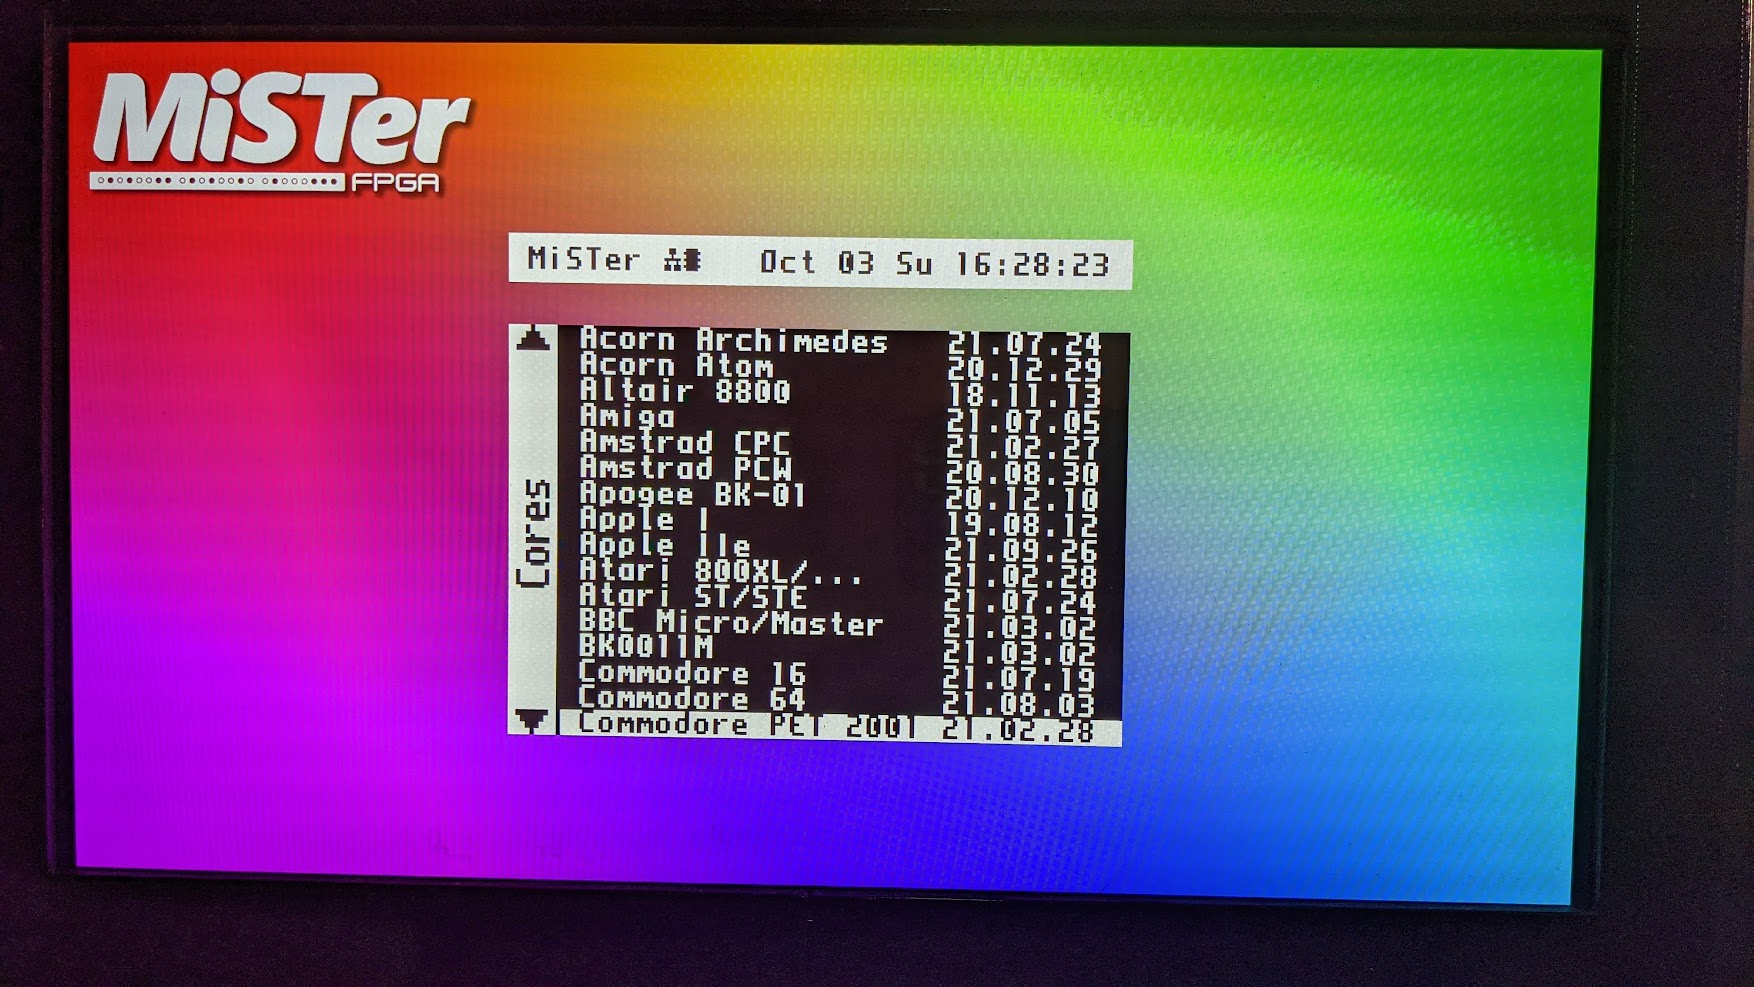 MiSTer
FPGA
MiSTer Oct 03 Su 16:28:23
Cores
Acorn Archimedes 21.07.24
Acorn Atom 20.12.29
Altair 8800 18.11.13
Amiga 21.07.05
Amstrad CPC 21.02.27
Amstrad PCW 20.08.30
Apogee BK-01 20.12.10
Apple I 19.08.12
Apple IIe 21.09.26
Atari 800XL/... 21.02.28
Atari ST/STE 21.07.24
BBC Micro/Master 21.03.02
BK0011M 21.03.02
Commodore 16 21.07.19
Commodore 64 21.08.03
Commodore PET 2001 21.02.28